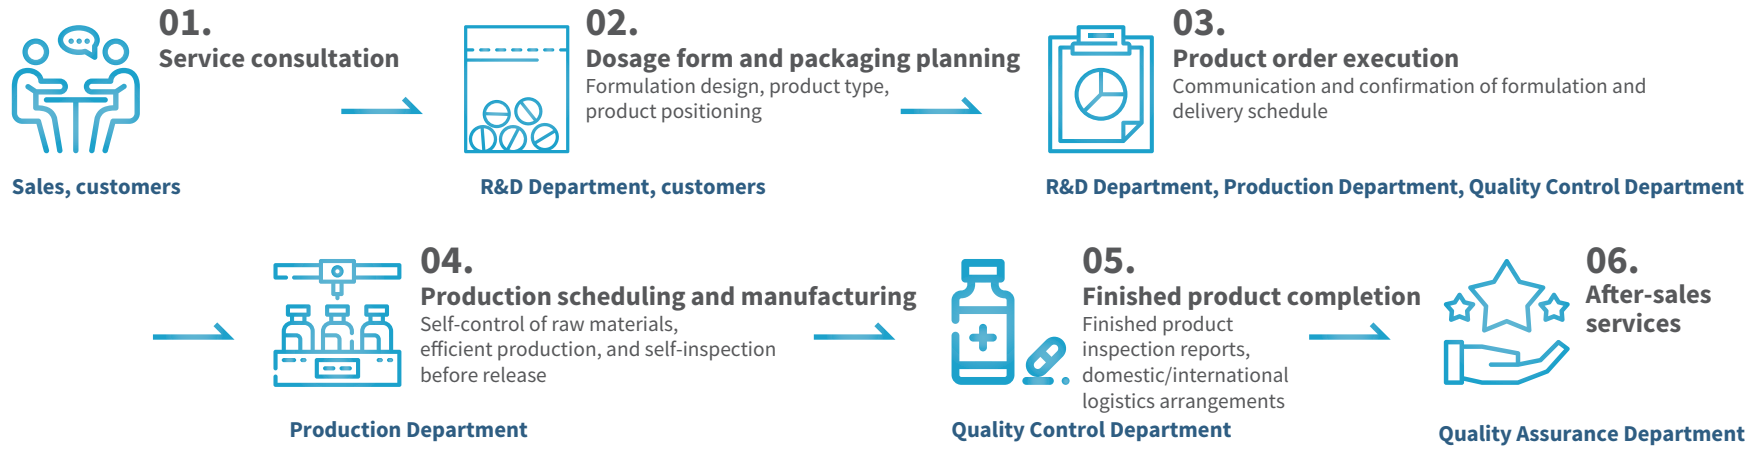 01.
Service consultation
Sales, customers
02.
Dosage form and packaging planning
Formulation design, product type,
product positioning
R&D Department, customers
03.
Product order execution
Communication and confirmation of formulation and
delivery schedule
R&D Department, Production Department, Quality Control Department
04.
Production scheduling and manufacturing
Self-control of raw materials,
efficient production, and self-inspection
before release
Production Department
05.
Finished product completion
Finished product
inspection reports,
domestic/international
logistics arrangements
Quality Control Department
06.
After-sales
services
Quality Assurance Department